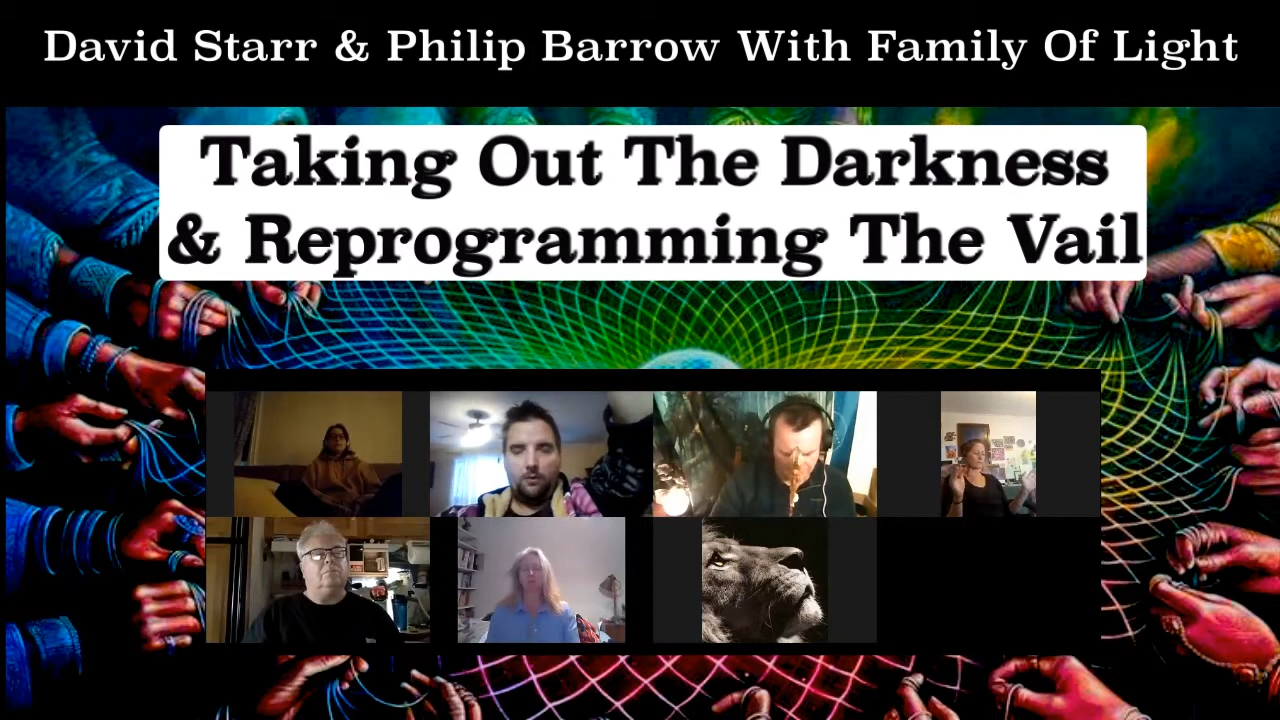 David Starr & Philip Barrow With Family Of Light
Taking Out The Darkness
& Reprogramming The Vail